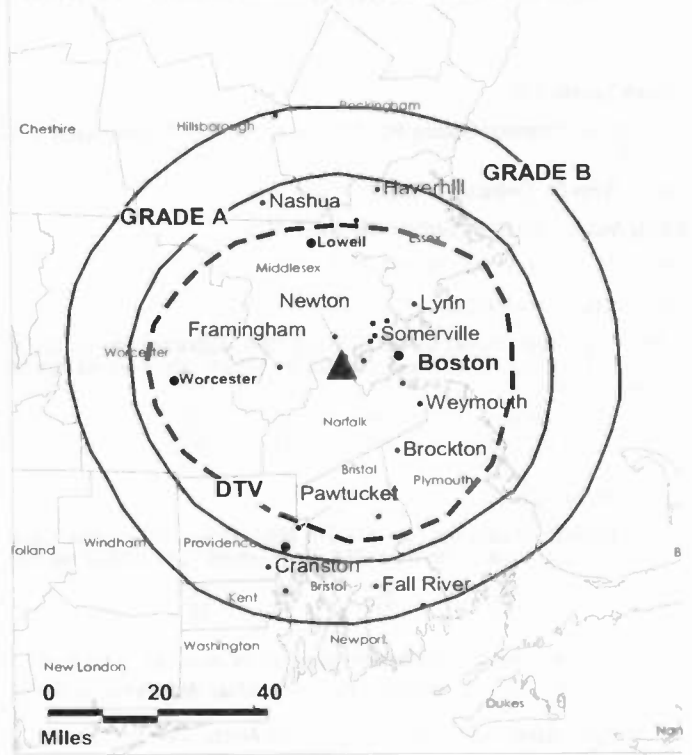 Rockingham
Cheshire
Hillsborough
GRADE B
Haverhill
Nashua
GRADE A
Lowell
Essex
Middlesex
Newton
Lynn
Framingham
Somerville
Worcester
Boston
Worcester
Weymouth
Norfalk
Brockton
Bristol
Plymouth
DTV
Pawtucket
Tolland
Windham
Providence
B
Cranston
Bristol
Fall River
Kent
Newport
Washington
New London
0 20 40
Miles
Dukes
Nan